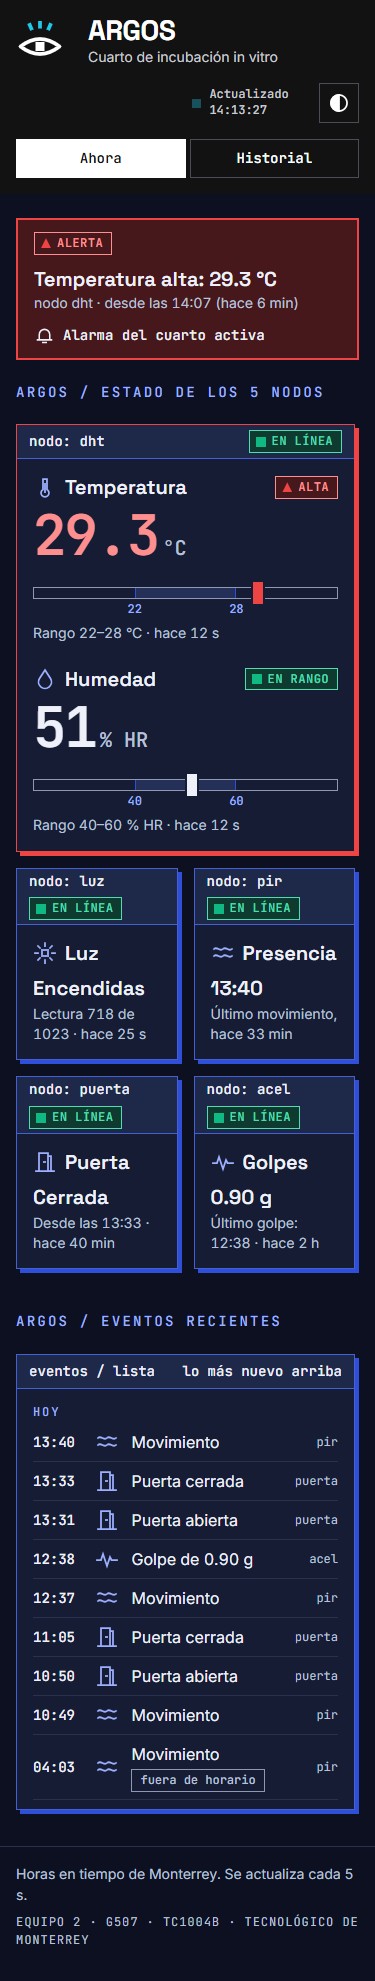 ARGOS
Cuarto de incubación in vitro
Actualizado
14:13:27
Ahora
Historial
ALERTA
Temperatura alta: 29.3 °C
nodo dht · desde las 14:07 (hace 6 min)
Alarma del cuarto activa
ARGOS / ESTADO DE LOS 5 NODOS
nodo: dht
EN LÍNEA
Temperatura
ALTA
29.3 °C
22 28
Rango 22–28 °C · hace 12 s
Humedad
EN RANGO
51 % HR
40 60
Rango 40–60 % HR · hace 12 s
nodo: luz
EN LÍNEA
Luz
Encendidas
Lectura 718 de
1023 · hace 25 s
nodo: pir
EN LÍNEA
Presencia
13:40
Último movimiento,
hace 33 min
nodo: puerta
EN LÍNEA
Puerta
Cerrada
Desde las 13:33 ·
hace 40 min
nodo: acel
EN LÍNEA
Golpes
0.90 g
Último golpe:
12:38 · hace 2 h
ARGOS / EVENTOS RECIENTES
eventos / lista lo más nuevo arriba
HOY
13:40 Movimiento pir
13:33 Puerta cerrada puerta
13:31 Puerta abierta puerta
12:38 Golpe de 0.90 g acel
12:37 Movimiento pir
11:05 Puerta cerrada puerta
10:50 Puerta abierta puerta
10:49 Movimiento pir
04:03 Movimiento pir
fuera de horario
Horas en tiempo de Monterrey. Se actualiza cada 5
s.
EQUIPO 2 · G507 · TC1004B · TECNOLÓGICO DE
MONTERREY